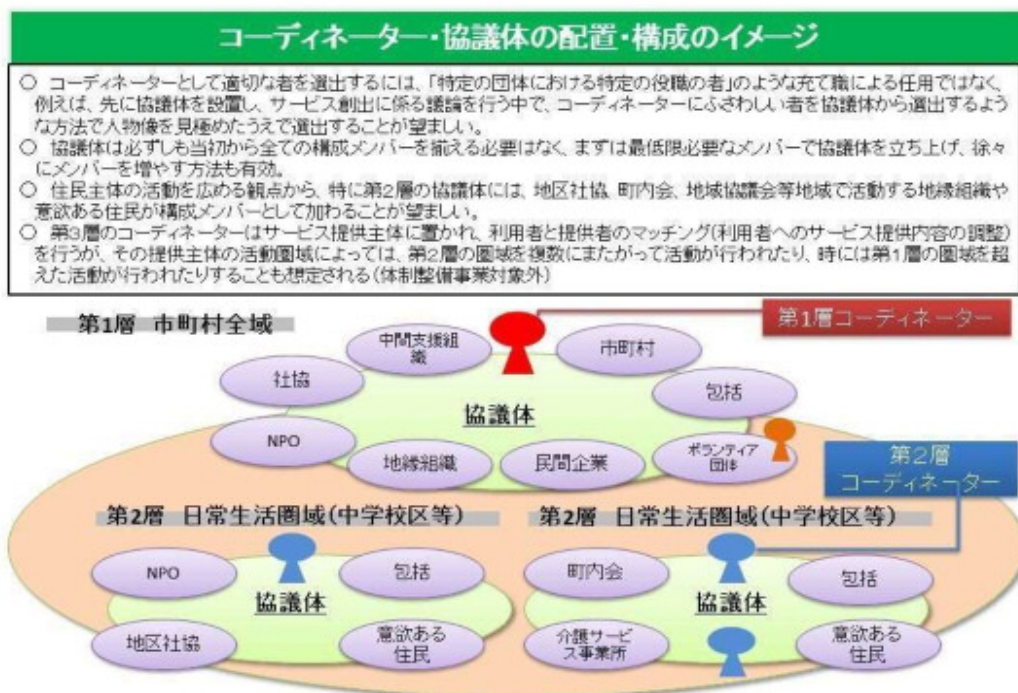 コーディネーター・協議体の配置・構成のイメージ
○ コーディネーターとして適切な者を選出するには、「特定の団体における特定の役職の者」のような充て職による任用ではなく、
例えば、先に協議体を設置し、サービス創出に係る議論を行う中で、コーディネーターにふさわしい者を協議体から選出するよう
な方法で人物像を見極めたうえで選出することが望ましい。
○ 協議体は必ずしも当初から全ての構成メンバーを揃える必要はなく、まずは最低限必要なメンバーで協議体を立ち上げ、徐々
にメンバーを増やす方法も有効。
○ 住民主体の活動を広める観点から、特に第2層の協議体には、地区社協、町内会、地域協議会等地域で活動する地縁組織や
意欲ある住民が構成メンバーとして加わることが望ましい。
○ 第3層のコーディネーターはサービス提供主体に置かれ、利用者と提供者のマッチング(利用者へのサービス提供内容の調整)
を行うが、その提供主体の活動圏域によっては、第2層の圏域を複数にまたがって活動が行われたり、時には第1層の圏域を超
えた活動が行われたりすることも想定される(体制整備事業対象外)
第1層 市町村全域
第1層コーディネーター
中間支援組
織
市町村
社協
包括
協議体
NPO
地縁組織
民間企業
ボランティア
団体
第2層
コーディネーター
第2層 日常生活圏域(中学校区等)
第2層 日常生活圏域(中学校区等)
NPO
包括
協議体
地区社協
意欲ある
住民
町内会
包括
協議体
介護サービ
ス事業所
意欲ある
住民